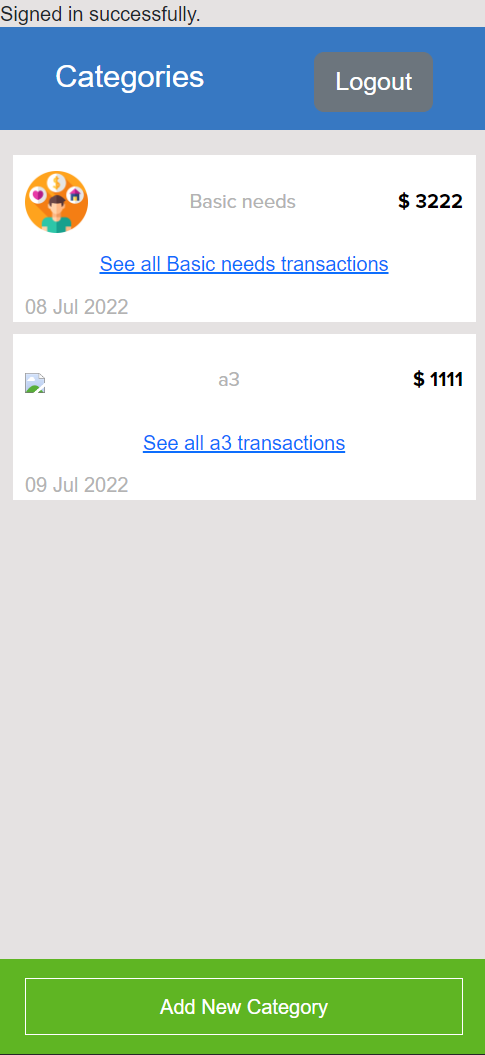 Signed in successfully.
Categories
Logout
Basic needs
$ 3222
See all Basic needs transactions
08 Jul 2022
a3
$ 1111
See all a3 transactions
09 Jul 2022
Add New Category